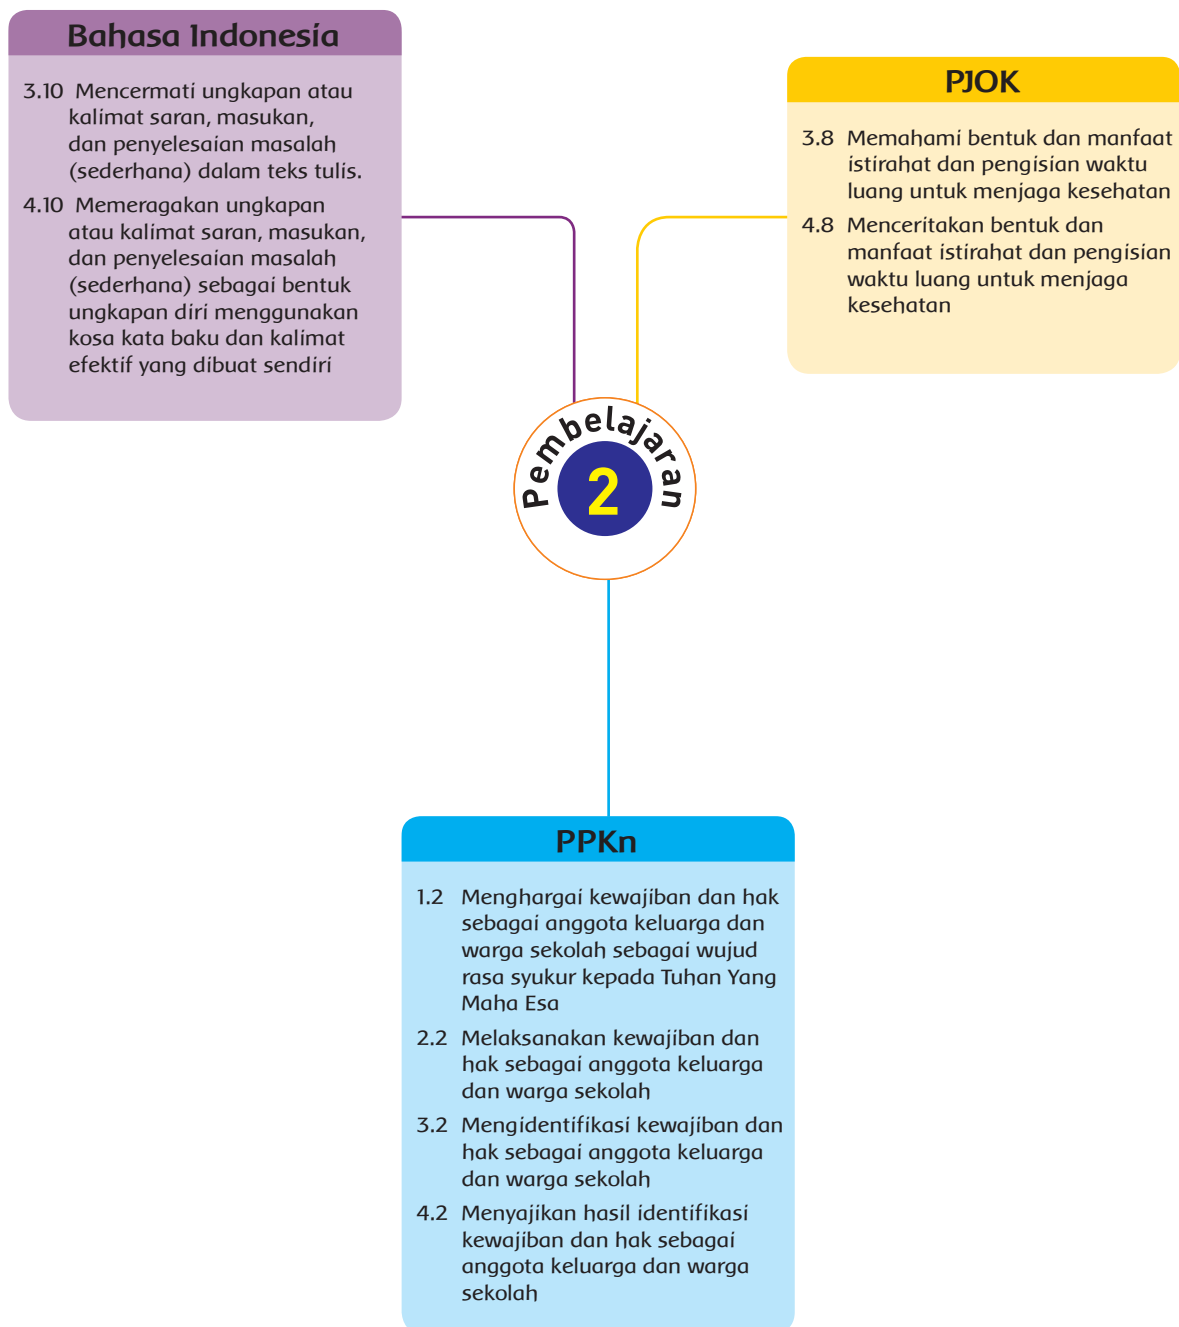 Bahasa Indonesia
3.10 Mencermati ungkapan atau
kalimat saran, masukan,
dan penyelesaian masalah
(sederhana) dalam teks tulis.
4.10 Memeragakan ungkapan
atau kalimat saran, masukan,
dan penyelesaian masalah
(sederhana) sebagai bentuk
ungkapan diri menggunakan
kosa kata baku dan kalimat
efektif yang dibuat sendiri
PJOK
3.8 Memahami bentuk dan manfaat
istirahat dan pengisian waktu
luang untuk menjaga kesehatan
4.8 Menceritakan bentuk dan
manfaat istirahat dan pengisian
waktu luang untuk menjaga
kesehatan
Pembelajaran
2
PPKn
1.2 Menghargai kewajiban dan hak
sebagai anggota keluarga dan
warga sekolah sebagai wujud
rasa syukur kepada Tuhan Yang
Maha Esa
2.2 Melaksanakan kewajiban dan
hak sebagai anggota keluarga
dan warga sekolah
3.2 Mengidentifikasi kewajiban dan
hak sebagai anggota keluarga
dan warga sekolah
4.2 Menyajikan hasil identifikasi
kewajiban dan hak sebagai
anggota keluarga dan warga
sekolah